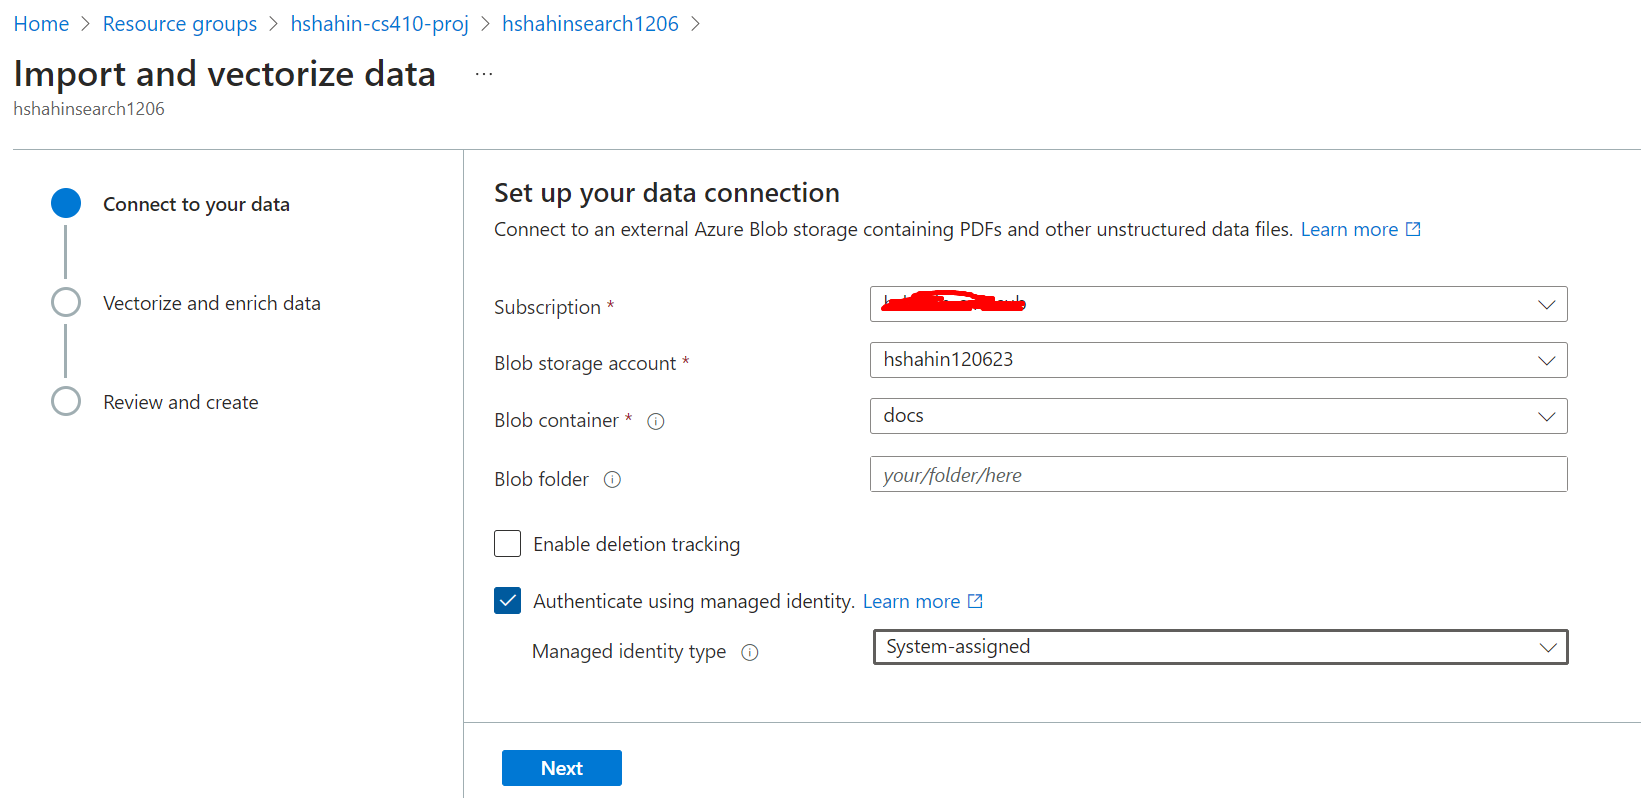 Home > Resource groups > hshahin-cs410-proj > hshahinsearch1206 >
Import and vectorize data ...
hshahinsearch1206
Connect to your data
Vectorize and enrich data
Review and create
Set up your data connection
Connect to an external Azure Blob storage containing PDFs and other unstructured data files. Learn more
Subscription *
Blob storage account * hshahin120623
Blob container * docs
Blob folder your/folder/here
Enable deletion tracking
Authenticate using managed identity. Learn more
Managed identity type System-assigned
Next